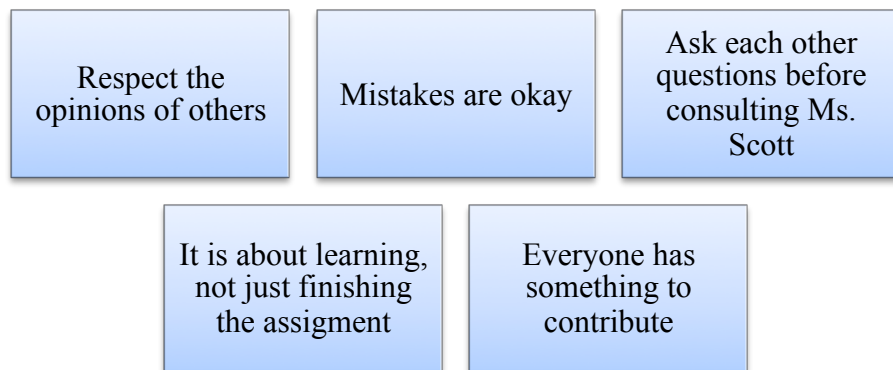 Respect the
opinions of others
Mistakes are okay
Ask each other
questions before
consulting Ms.
Scott
It is about learning,
not just finishing
the assigment
Everyone has
something to
contribute